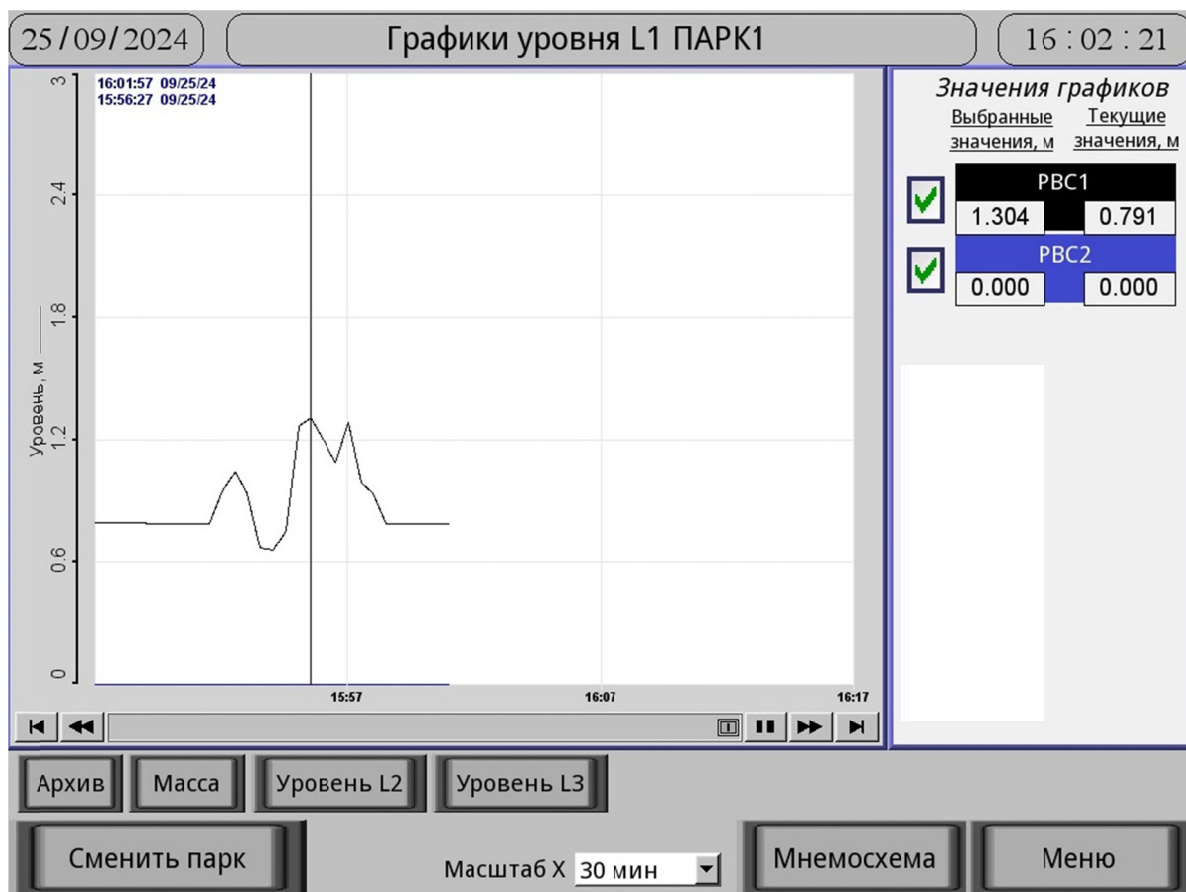 25/09/2024
Графики уровня L1 ПАРК1
16 : 02 : 21
16:01:57 09/25/24
15:56:27 09/25/24
3
2.4
1.8
1.2
0.6
0
Уровень, м
15:57
16:07
16:17
Значения графиков
Выбранные значения, м
Текущие значения, м
РВС1
1.304
0.791
РВС2
0.000
0.000
Архив
Масса
Уровень L2
Уровень L3
Сменить парк
Масштаб X
30 мин
Мнемосхема
Меню